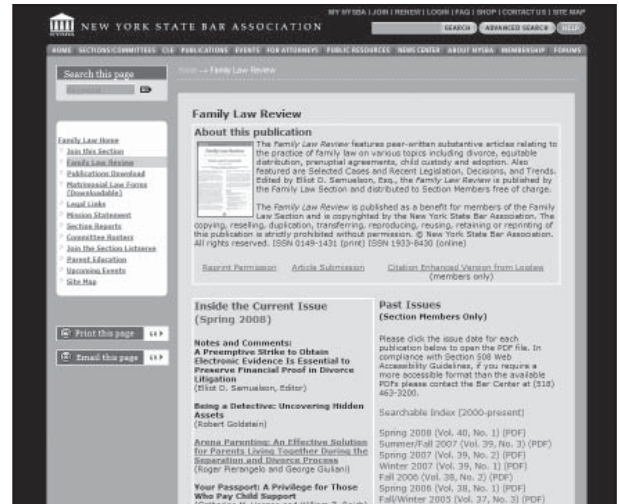 MY NYSBA | JOIN | RENEW | LOGIN | FAQ | SHOP | CONTACT US | SITE MAP
NEW YORK STATE BAR ASSOCIATION
SEARCH ADVANCED SEARCH HELP
HOME SECTIONS/COMMITTEES CLE PUBLICATIONS EVENTS FOR ATTORNEYS PUBLIC RESOURCES NEWS CENTER ABOUT NYSBA MEMBERSHIP FORUMS
Search this page
Home → Family Law Review
Family Law Home
Join this Section
Family Law Review
Publications Download
Matrimonial Law Forms
(Downloadable)
Legal Links
Mission Statement
Section Reports
Committee Rosters
Join the Section Listserve
Parent Education
Upcoming Events
Site Map
Print this page GO
Email this page GO
Family Law Review
About this publication
The Family Law Review features peer-written substantive articles relating to
the practice of family law on various topics including divorce, equitable
distribution, prenuptial agreements, child custody and adoption. Also
featured are Selected Cases and Recent Legislation, Decisions, and Trends.
Edited by Elliot D. Samuelson, Esq., the Family Law Review is published by
the Family Law Section and distributed to Section Members free of charge.
The Family Law Review is published as a benefit for members of the Family
Law Section and is copyrighted by the New York State Bar Association. The
copying, reselling, duplication, transferring, reproducing, reusing, retaining or reprinting of
this publication is strictly prohibited without permission. © New York State Bar Association.
All rights reserved. ISSN 0149-1431 (print) ISSN 1933-8430 (online)
Reprint Permission Article Submission Citation Enhanced Version from Loislaw
(members only)
Inside the Current Issue
(Spring 2008)
Notes and Comments:
A Preemptive Strike to Obtain
Electronic Evidence Is Essential to
Preserve Financial Proof in Divorce
Litigation
(Elliot D. Samuelson, Editor)
Being a Detective: Uncovering Hidden
Assets
(Robert Goldstein)
Arena Parenting: An Effective Solution
for Parents Living Together During the
Separation and Divorce Process
(Roger Pierangelo and George Giuliani)
Your Passport: A Privilege for Those
Who Pay Child Support
Past Issues
(Section Members Only)
Please click the issue date for each
publication below to open the PDF file. In
compliance with Section 508 Web
Accessibility Guidelines, if you require a
more accessible format than the available
PDFs please contact the Bar Center at (518)
463-3200.
Searchable Index (2000-present)
Spring 2008 (Vol. 40, No. 1) (PDF)
Summer/Fall 2007 (Vol. 39, No. 3) (PDF)
Spring 2007 (Vol. 39, No. 2) (PDF)
Winter 2007 (Vol. 39, No. 1) (PDF)
Fall 2006 (Vol. 38, No. 2) (PDF)
Spring 2006 (Vol. 38, No. 1) (PDF)
Fall/Winter 2005 (Vol. 37, No. 3) (PDF)